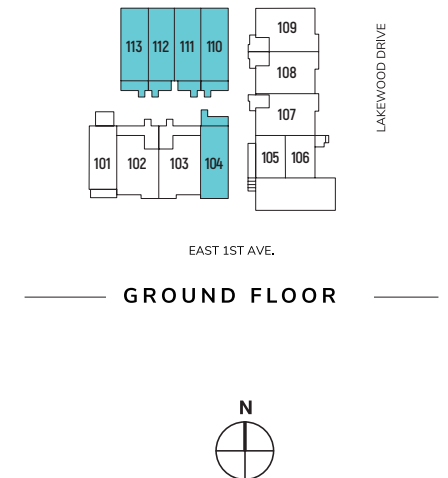 109
113 112 111 110
108
107
101 102 103 104
105 106
LAKEWOOD DRIVE
EAST 1ST AVE.
GROUND FLOOR
N